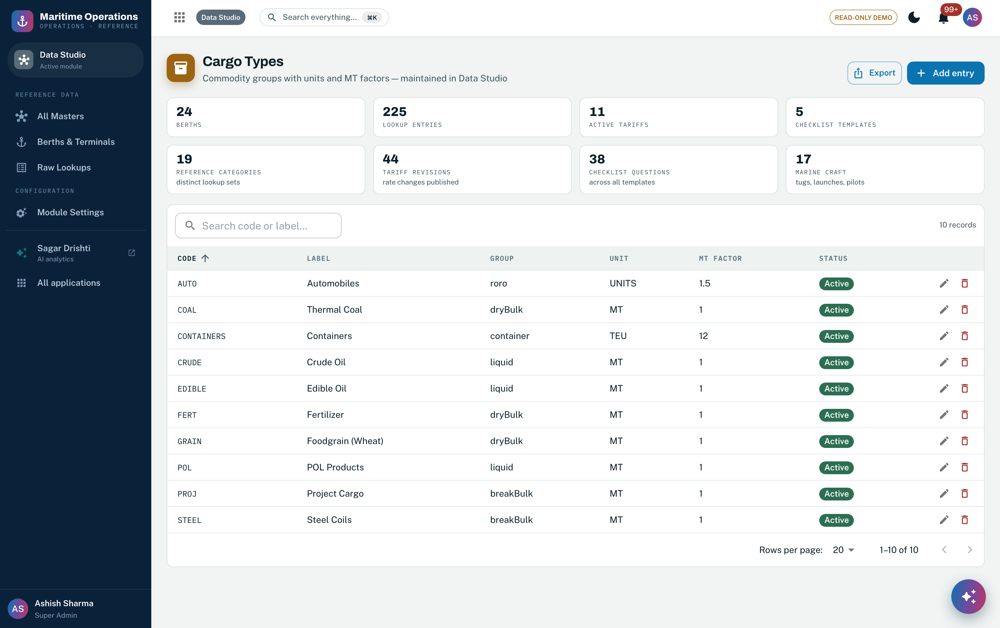 Maritime Operations
OPERATIONS · REFERENCE
Data Studio
Active module
REFERENCE DATA
All Masters
Berths & Terminals
Raw Lookups
CONFIGURATION
Module Settings
Sagar Drishti
AI analytics
All applications
AS
Ashish Sharma
Super Admin
Data Studio
Search everything... ⌘K
READ-ONLY DEMO
99+
AS
Cargo Types
Commodity groups with units and MT factors — maintained in Data Studio
Export
Add entry
24
BERTHS
225
LOOKUP ENTRIES
11
ACTIVE TARIFFS
5
CHECKLIST TEMPLATES
19
REFERENCE CATEGORIES
distinct lookup sets
44
TARIFF REVISIONS
rate changes published
38
CHECKLIST QUESTIONS
across all templates
17
MARINE CRAFT
tugs, launches, pilots
Search code or label...
10 records
CODE LABEL GROUP UNIT MT FACTOR STATUS
AUTO Automobiles roro UNITS 1.5 Active
COAL Thermal Coal dryBulk MT 1 Active
CONTAINERS Containers container TEU 12 Active
CRUDE Crude Oil liquid MT 1 Active
EDIBLE Edible Oil liquid MT 1 Active
FERT Fertilizer dryBulk MT 1 Active
GRAIN Foodgrain (Wheat) dryBulk MT 1 Active
POL POL Products liquid MT 1 Active
PROJ Project Cargo breakBulk MT 1 Active
STEEL Steel Coils breakBulk MT 1 Active
Rows per page: 20 1–10 of 10